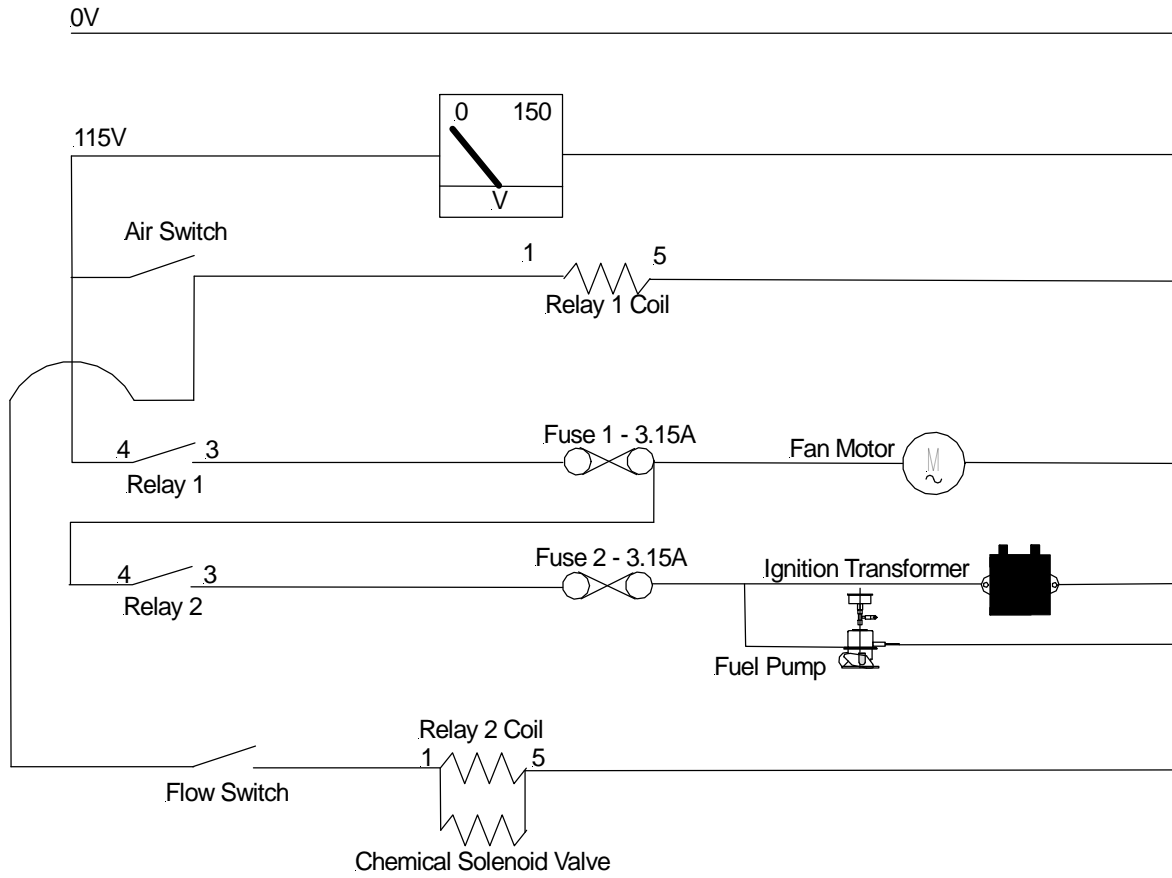 0V
0 150
115V
V
Air Switch
1 5
Relay 1 Coil
4 3
Relay 1
Fuse 1 - 3.15A
Fan Motor
M
4 3
Relay 2
Fuse 2 - 3.15A
Ignition Transformer
Fuel Pump
Relay 2 Coil
1 5
Flow Switch
Chemical Solenoid Valve